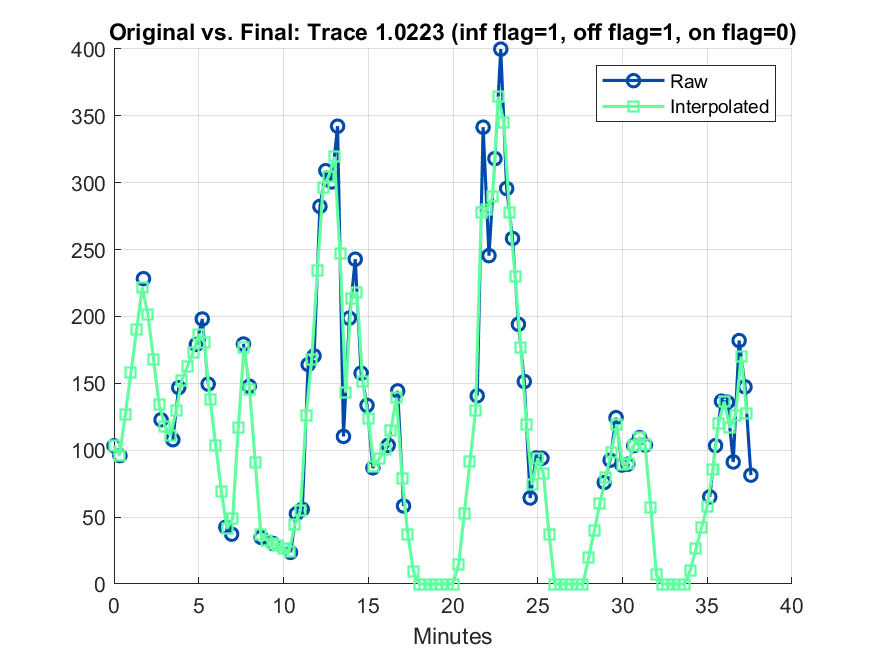 Original vs. Final: Trace 1.0223 (inf flag=1, off flag=1, on flag=0)
Raw
Interpolated
400
350
300
250
200
150
100
50
0
0 5 10 15 20 25 30 35 40
Minutes